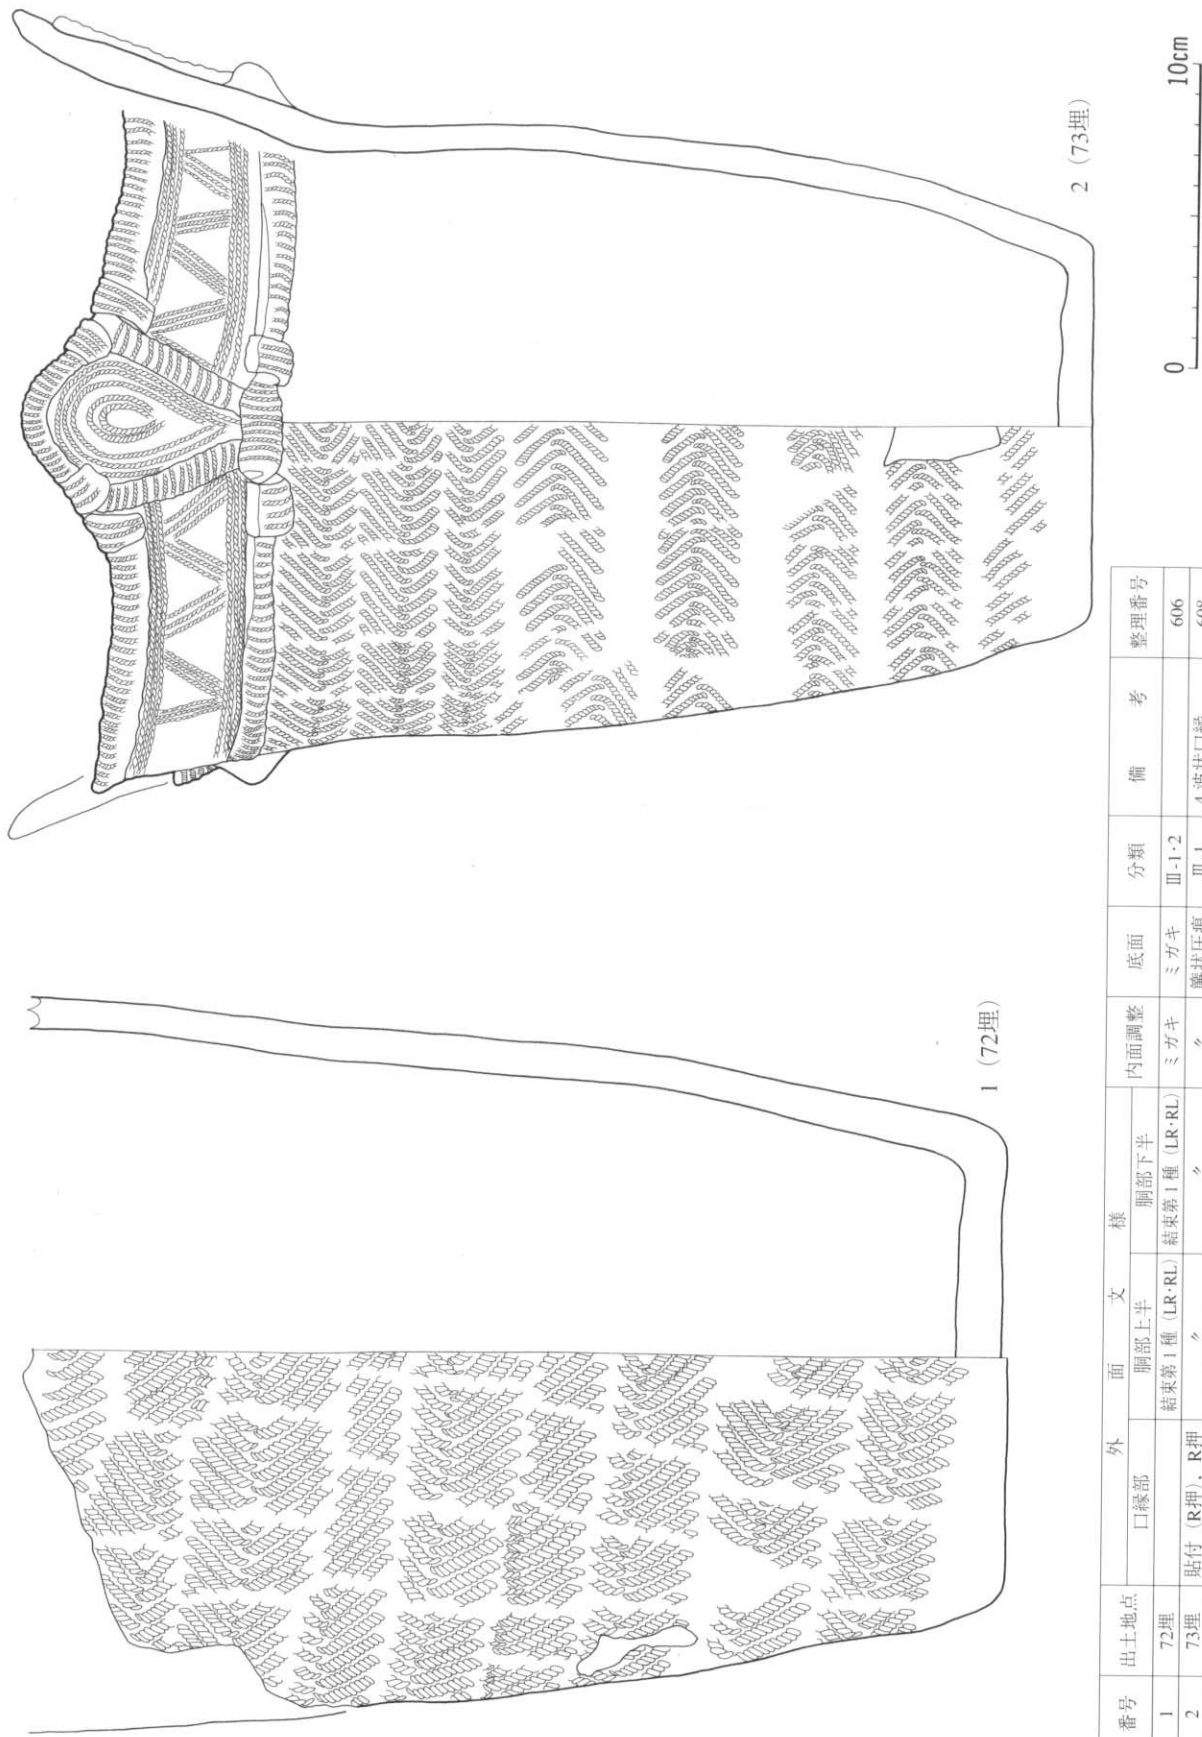 2 (73埋)
0 10cm
1 (72埋)
番号 出土地点 外面文様 内面調整 底面 分類 備考 整理番号
口縁部 胴部上半 胴部下半
1 72埋 結束第1種 (LR·RL) 結束第1種 (LR·RL) ミガキ ミガキ Ⅲ-1·2 606
2 73埋 貼付 (R押), R押 〃 〃 〃 Ⅲ-1 4 波状口縁 608